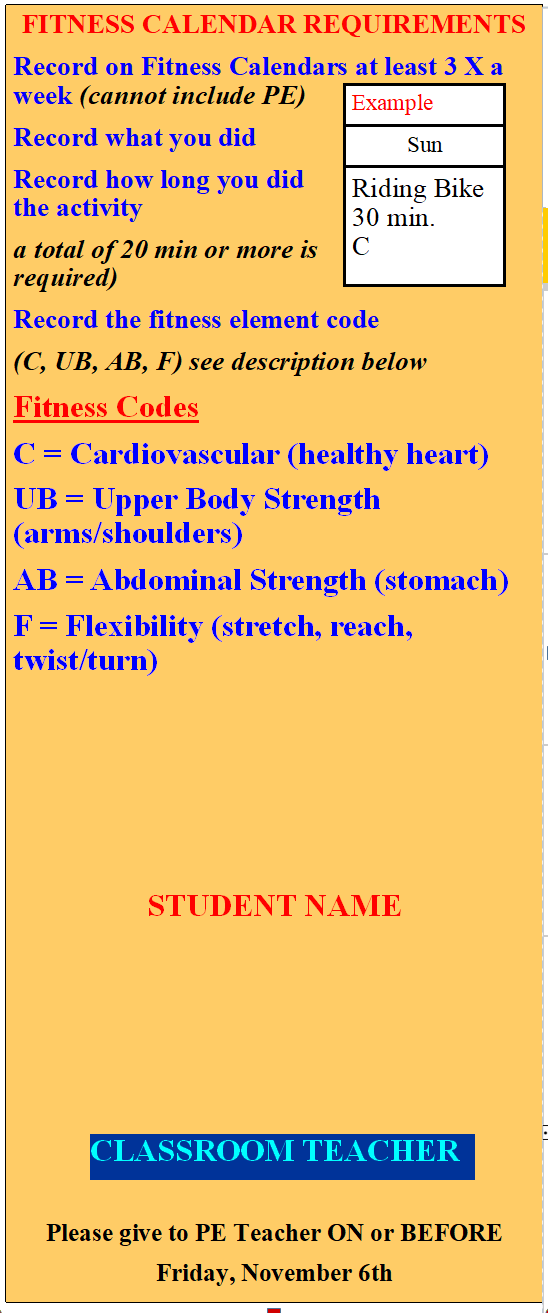 FITNESS CALENDAR REQUIREMENTS
Record on Fitness Calendars at least 3 X a
week (cannot include PE)
Example
Sun
Riding Bike
30 min.
C
Record what you did
Record how long you did
the activity
a total of 20 min or more is
required)
Record the fitness element code
(C, UB, AB, F) see description below
Fitness Codes
C = Cardiovascular (healthy heart)
UB = Upper Body Strength
(arms/shoulders)
AB = Abdominal Strength (stomach)
F = Flexibility (stretch, reach,
twist/turn)
STUDENT NAME
CLASSROOM TEACHER
Please give to PE Teacher ON or BEFORE
Friday, November 6th